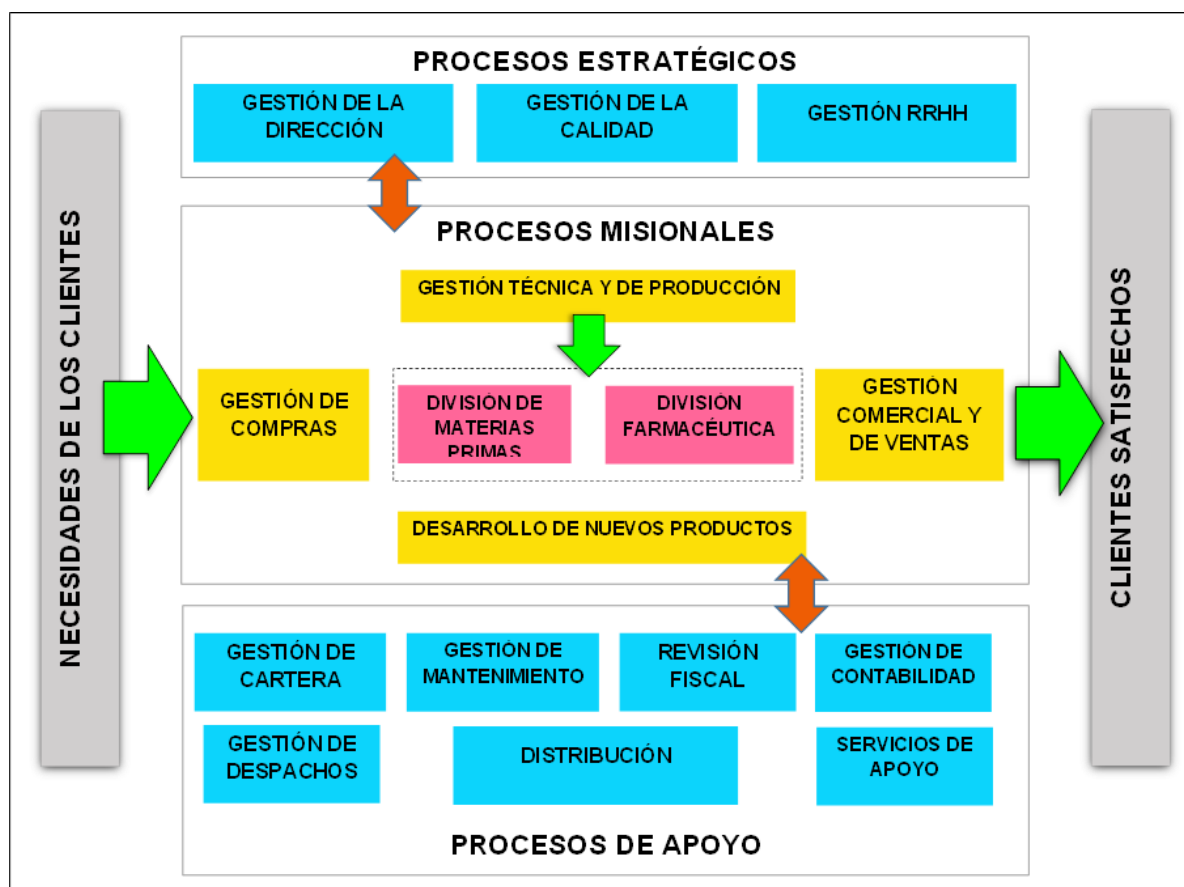 NECESIDADES DE LOS CLIENTES
PROCESOS ESTRATÉGICOS
GESTIÓN DE LA
DIRECCIÓN
GESTIÓN DE LA
CALIDAD
GESTIÓN RRHH
PROCESOS MISIONALES
GESTIÓN TÉCNICA Y DE PRODUCCIÓN
GESTIÓN DE
COMPRAS
DIVISIÓN DE
MATERIAS
PRIMAS
DIVISIÓN
FARMACÉUTICA
GESTIÓN
COMERCIAL Y
DE VENTAS
DESARROLLO DE NUEVOS PRODUCTOS
GESTIÓN DE
CARTERA
GESTIÓN DE
MANTENIMIENTO
REVISIÓN
FISCAL
GESTIÓN DE
CONTABILIDAD
GESTIÓN DE
DESPACHOS
DISTRIBUCIÓN
SERVICIOS DE
APOYO
PROCESOS DE APOYO
CLIENTES SATISFECHOS